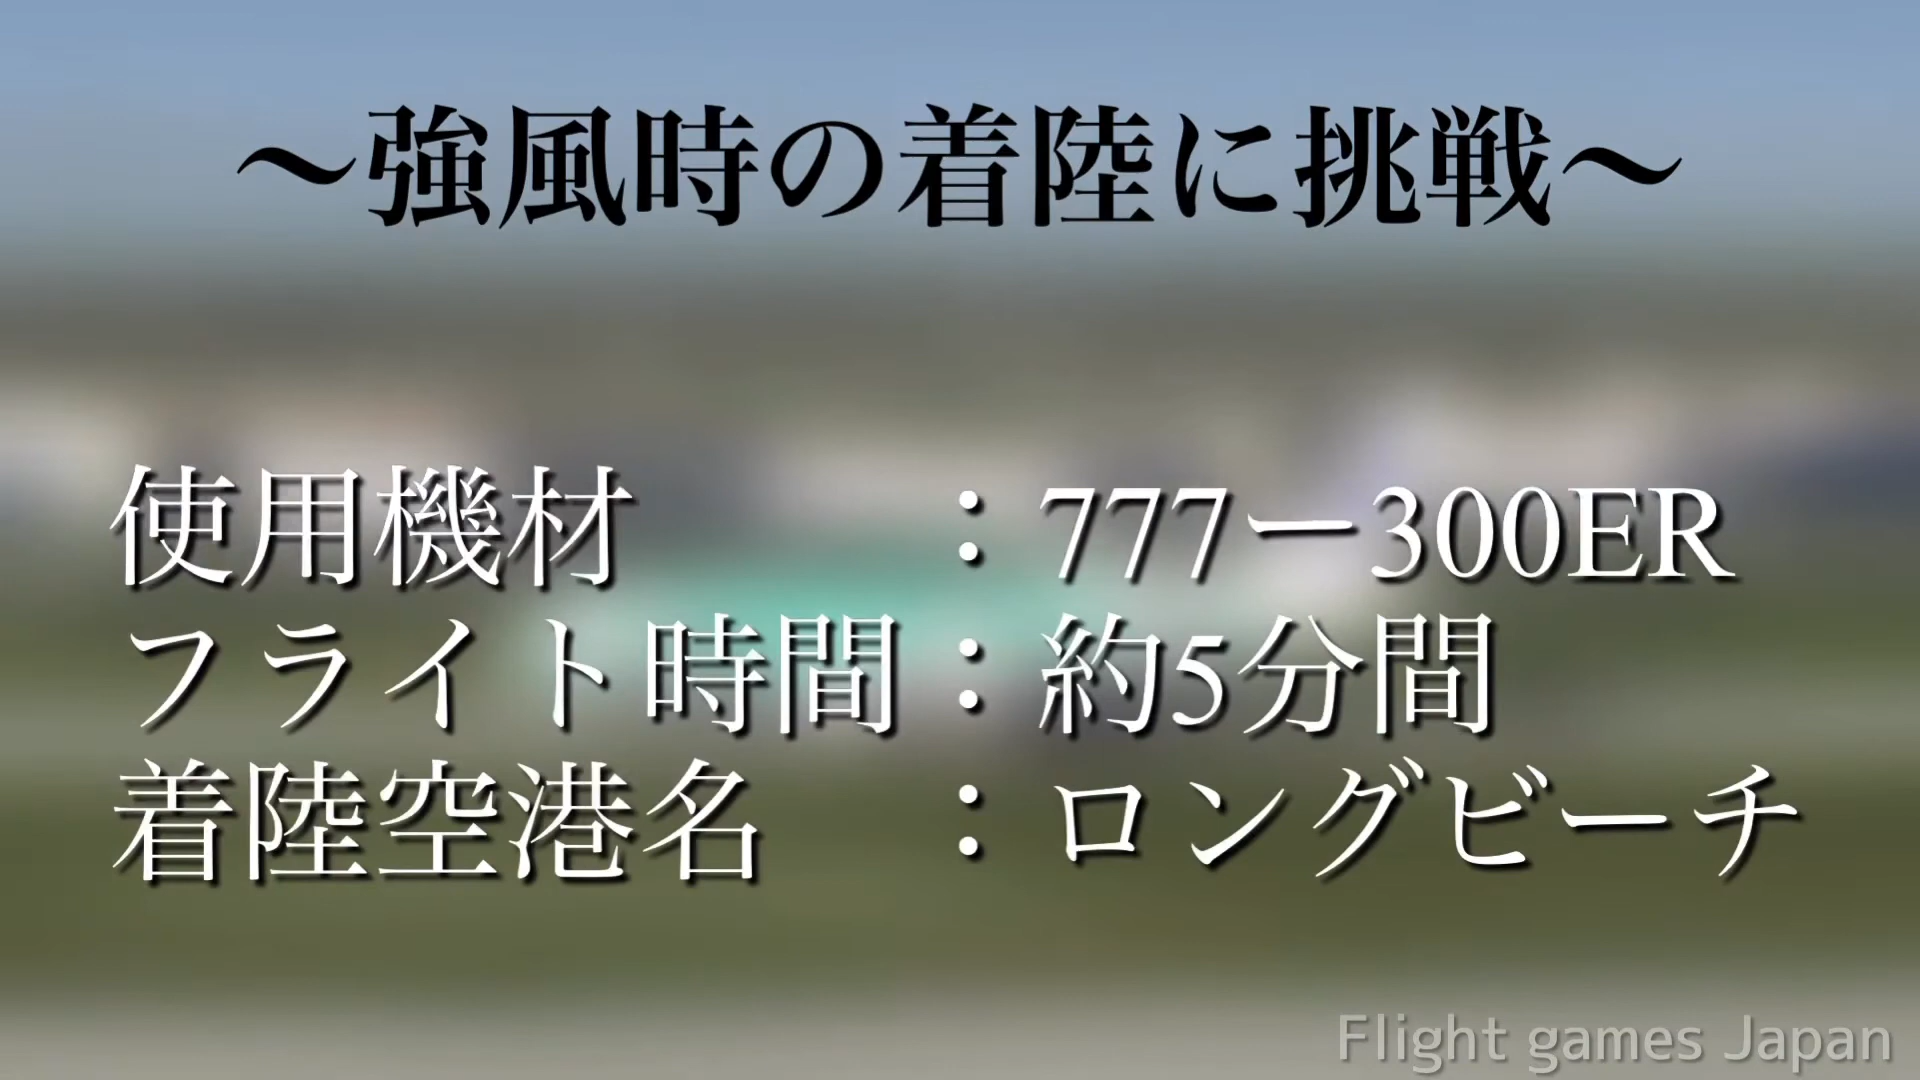 ～強風時の着陸に挑戦～
使用機材　　：777ー300ER
フライト時間：約5分間
着陸空港名　：ロングビーチ
Flight games Japan